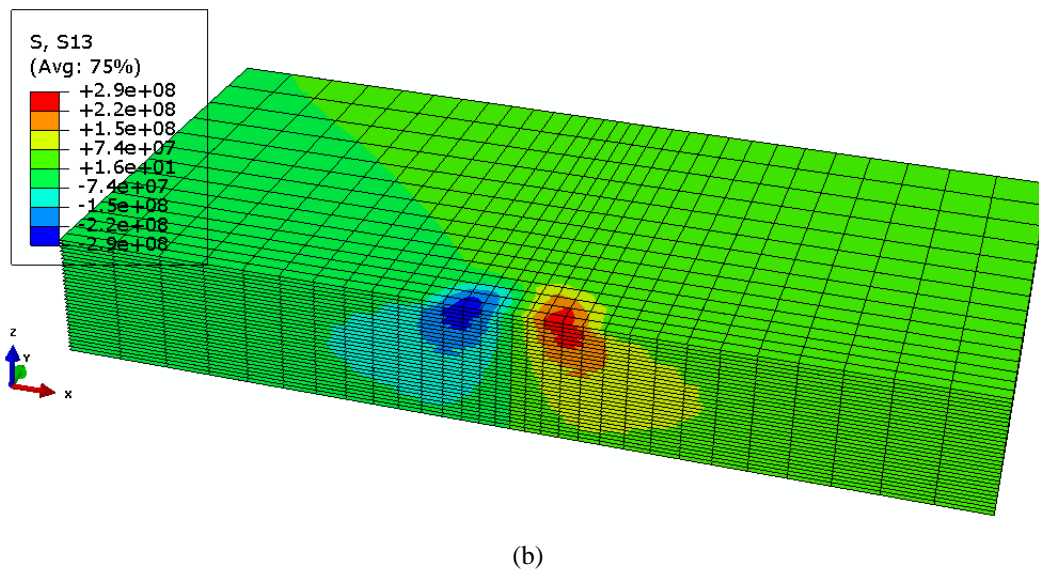 S, S13
(Avg: 75%)
+2.9e+08
+2.2e+08
+1.5e+08
+7.4e+07
+1.6e+01
-7.4e+07
-1.5e+08
-2.2e+08
-2.9e+08
Z
Y
X
(b)